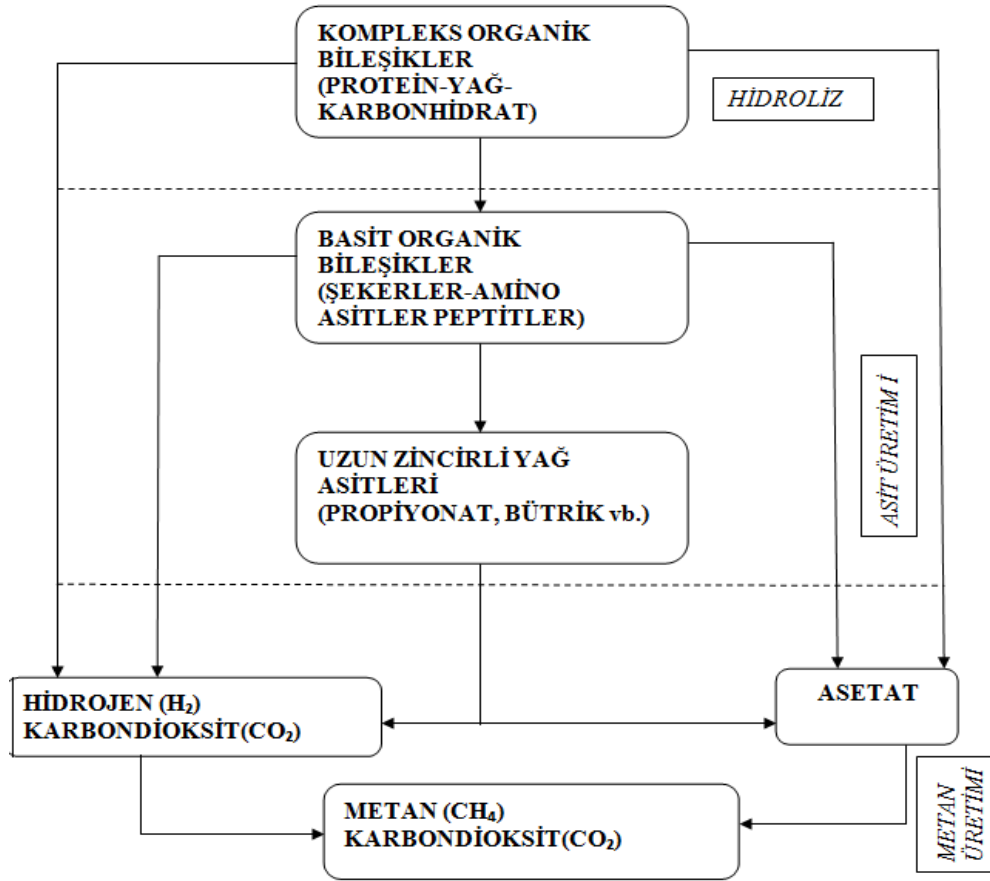 KOMPLEKS ORGANİK
BİLEŞİKLER
(PROTEİN-YAĞ-
KARBONHİDRAT)
HİDROLİZ
BASİT ORGANİK
BİLEŞİKLER
(ŞEKERLER-AMİNO
ASİTLER PEPTİTLER)
ASİT ÜRETİM İ
UZUN ZİNCİRLİ YAĞ
ASİTLERİ
(PROPİYONAT, BÜTRİK vb.)
HİDROJEN (H₂)
KARBONDİOKSİT(CO₂)
ASETAT
METAN (CH₄)
KARBONDİOKSİT(CO₂)
METAN
ÜRETİMİ